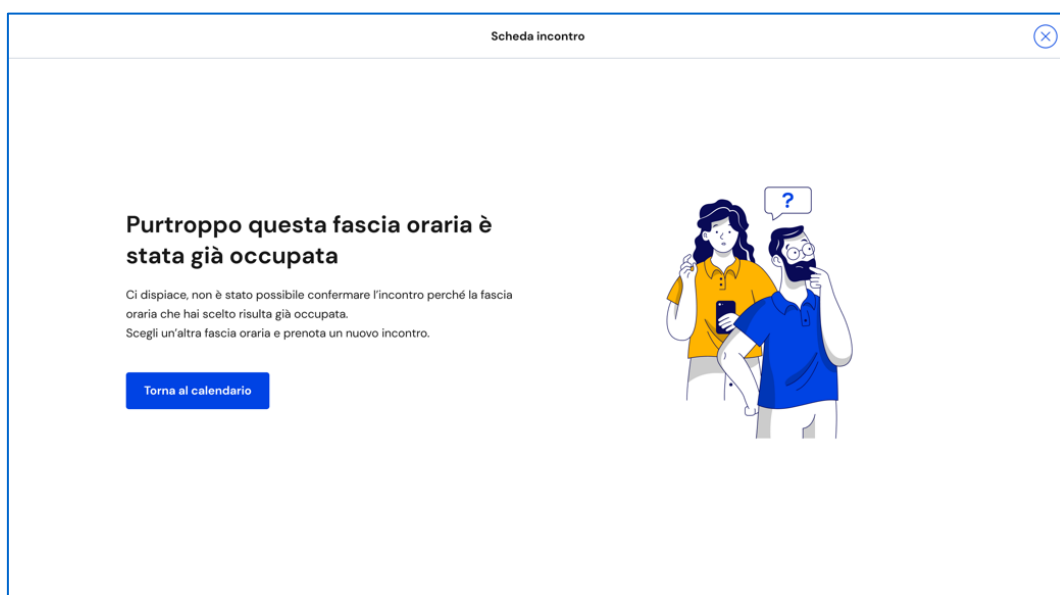 Scheda incontro
?
Purtroppo questa fascia oraria è
stata già occupata
Ci dispiace, non è stato possibile confermare l'incontro perché la fascia
oraria che hai scelto risulta già occupata.
Scegli un'altra fascia oraria e prenota un nuovo incontro.
Torna al calendario